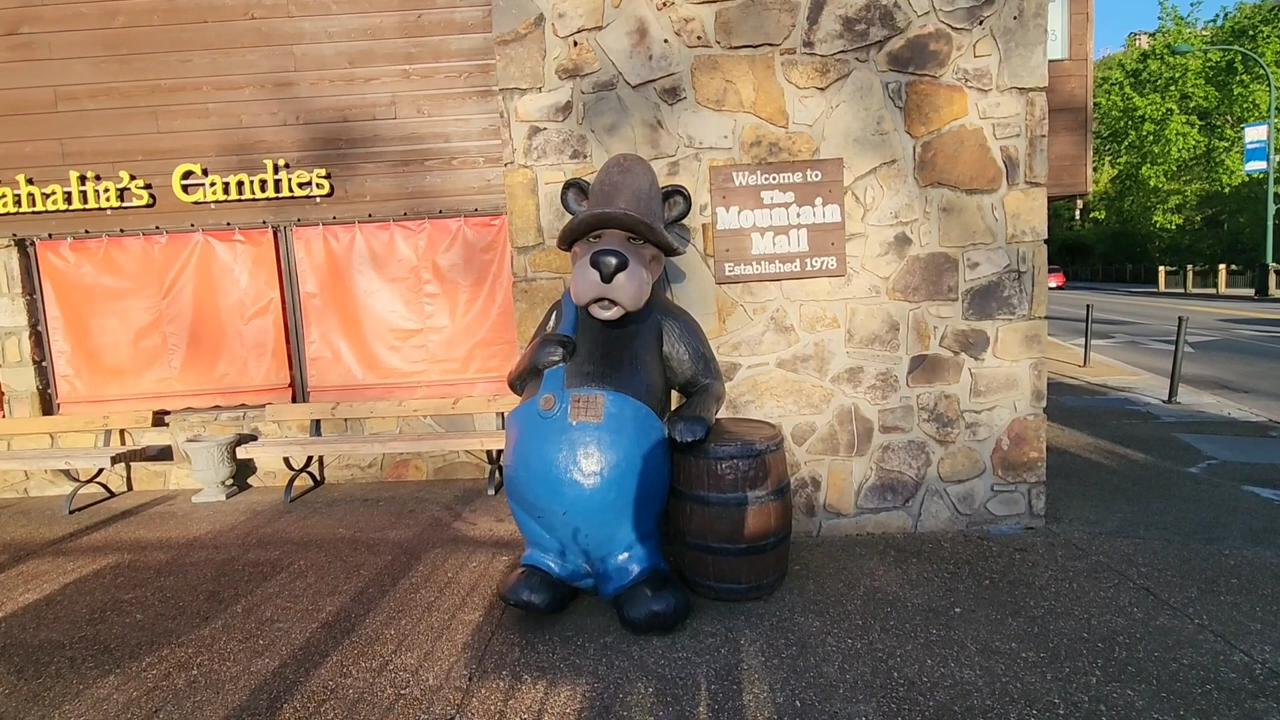 ahalia's Candies
Welcome to
The
Mountain
Mall
Established 1978